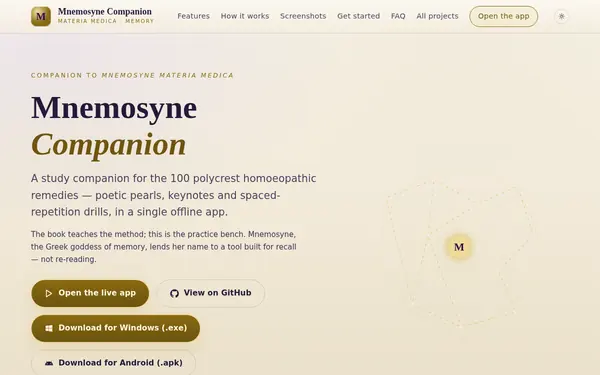 M
Mnemosyne Companion
MATERIA MEDICA · MEMORY
Features How it works Screenshots Get started FAQ All projects Open the app
COMPANION TO MNEMOSYNE MATERIA MEDICA
Mnemosyne
Companion
A study companion for the 100 polycrest homoeopathic
remedies — poetic pearls, keynotes and spaced-
repetition drills, in a single offline app.
The book teaches the method; this is the practice bench. Mnemosyne,
the Greek goddess of memory, lends her name to a tool built for recall
— not re-reading.
M
Open the live app View on GitHub
Download for Windows (.exe)
Download for Android (.apk)